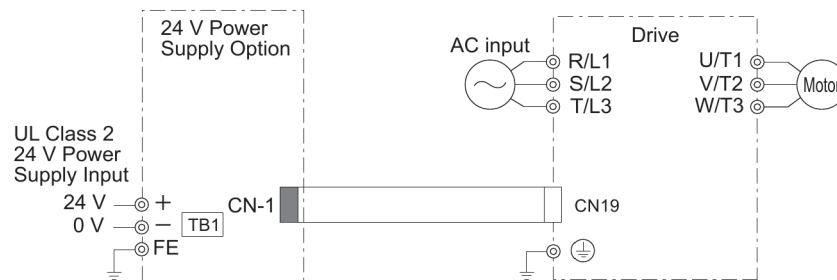 24 V Power
Supply Option
AC input
Drive
R/L1
S/L2
T/L3
U/T1
V/T2
W/T3
Motor
UL Class 2
24 V Power
Supply Input
24 V
+
0 V
−
TB1
FE
CN-1
CN19